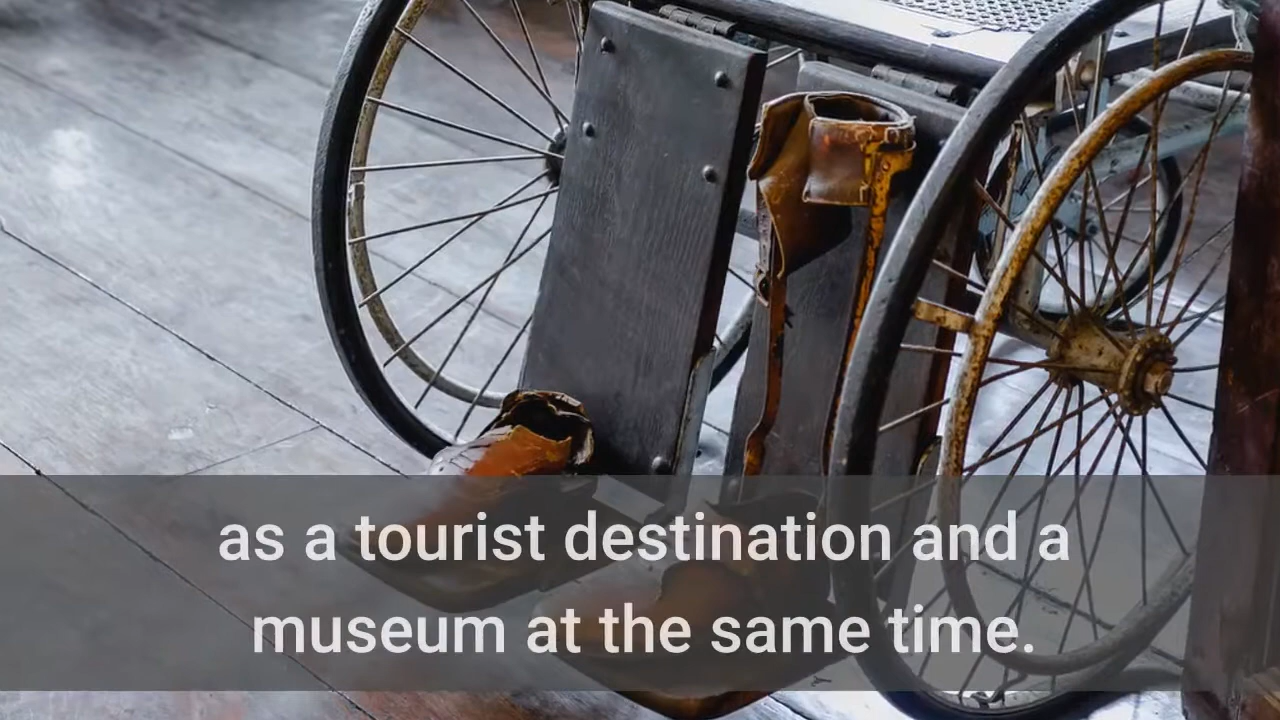 as a tourist destination and a
museum at the same time.